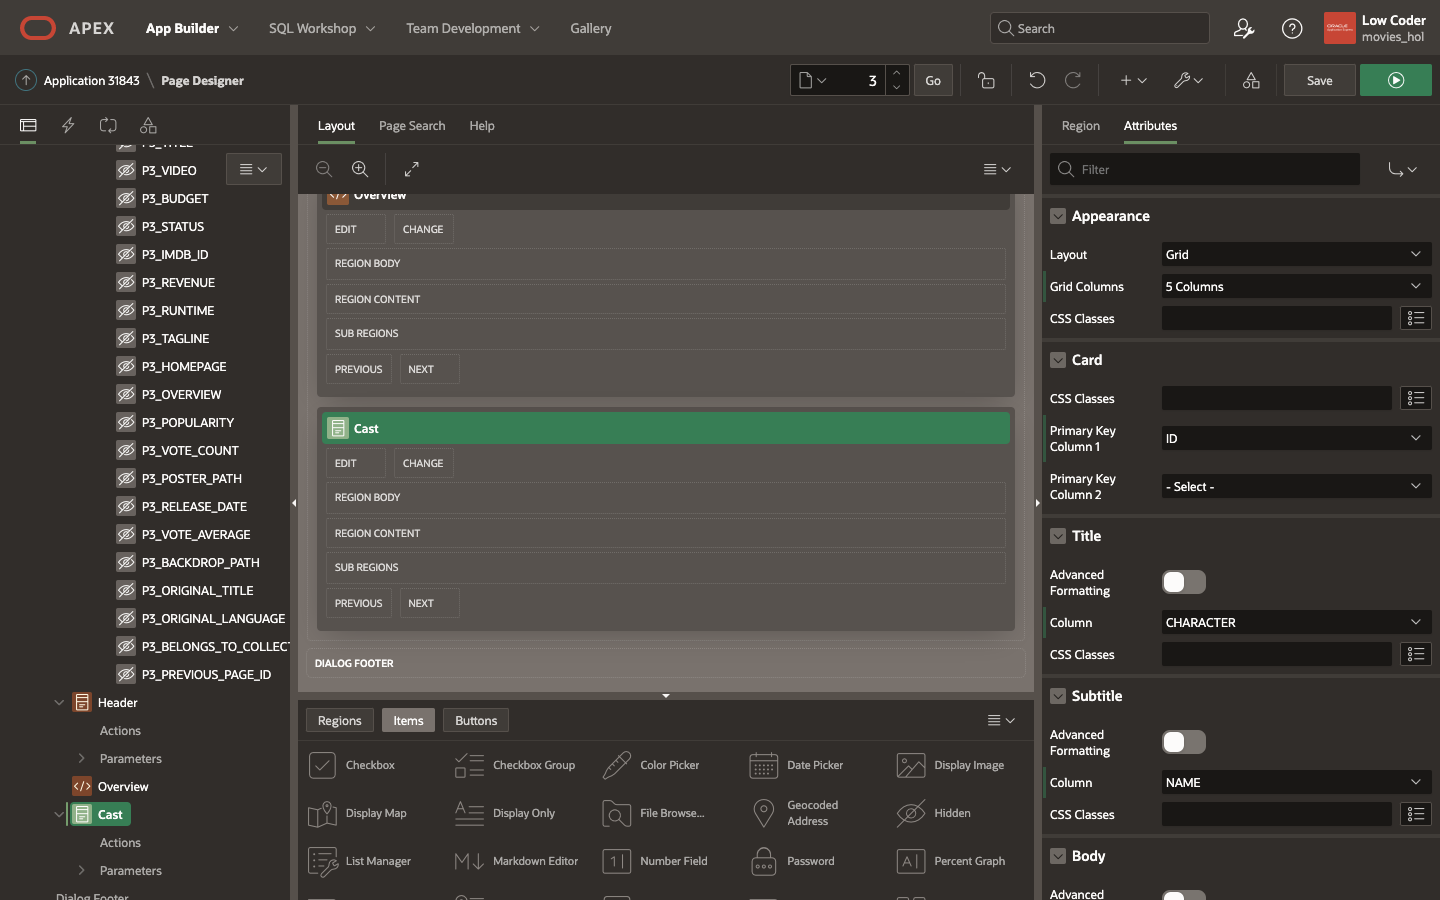 APEX
App Builder
SQL Workshop
Team Development
Gallery
Search
Low Coder
movies_hol
Application 31843 \ Page Designer
3
Go
Save
P3_TITLE
P3_VIDEO
P3_BUDGET
P3_STATUS
P3_IMDB_ID
P3_REVENUE
P3_RUNTIME
P3_TAGLINE
P3_HOMEPAGE
P3_OVERVIEW
P3_POPULARITY
P3_VOTE_COUNT
P3_POSTER_PATH
P3_RELEASE_DATE
P3_VOTE_AVERAGE
P3_BACKDROP_PATH
P3_ORIGINAL_TITLE
P3_ORIGINAL_LANGUAGE
P3_BELONGS_TO_COLLECT
P3_PREVIOUS_PAGE_ID
Header
Actions
Parameters
Overview
Cast
Actions
Parameters
Dialog Footer
Layout
Page Search
Help
Overview
EDIT
CHANGE
REGION BODY
REGION CONTENT
SUB REGIONS
PREVIOUS
NEXT
Cast
EDIT
CHANGE
REGION BODY
REGION CONTENT
SUB REGIONS
PREVIOUS
NEXT
DIALOG FOOTER
Regions
Items
Buttons
Checkbox
Checkbox Group
Color Picker
Date Picker
Display Image
Display Map
Display Only
File Browse...
Geocoded
Address
Hidden
List Manager
Markdown Editor
Number Field
Password
Percent Graph
Region
Attributes
Filter
Appearance
Layout
Grid
Grid Columns
5 Columns
CSS Classes
Card
CSS Classes
Primary Key
Column 1
ID
Primary Key
Column 2
- Select -
Title
Advanced
Formatting
Column
CHARACTER
CSS Classes
Subtitle
Advanced
Formatting
Column
NAME
CSS Classes
Body
Advanced